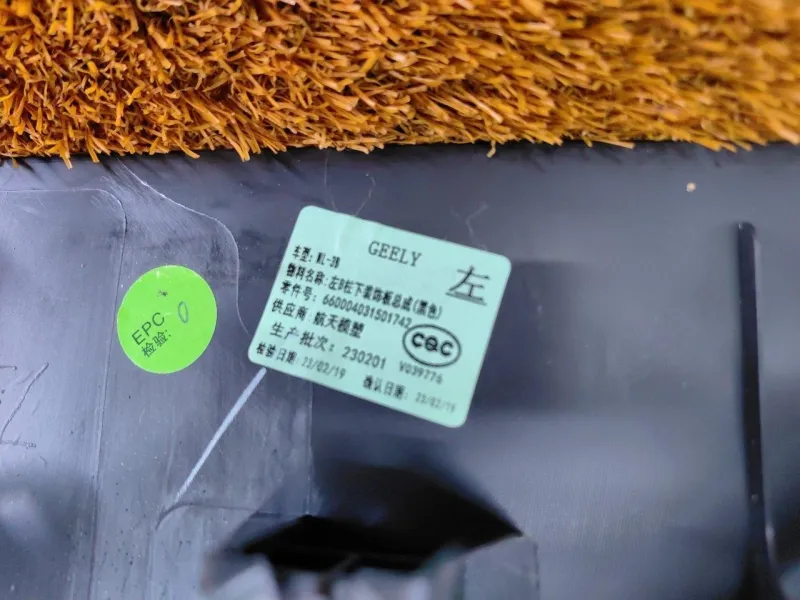 GEELY
左
车型: NL-3B
物料名称:左B柱下装饰板总成(黑色)
零件号: 660004031501742
供应商:航天模塑
CQC
生产批次: 230201
V039776
检验日期: 23/02/19
确认日期: 23/02/19
EPC
检验: 0